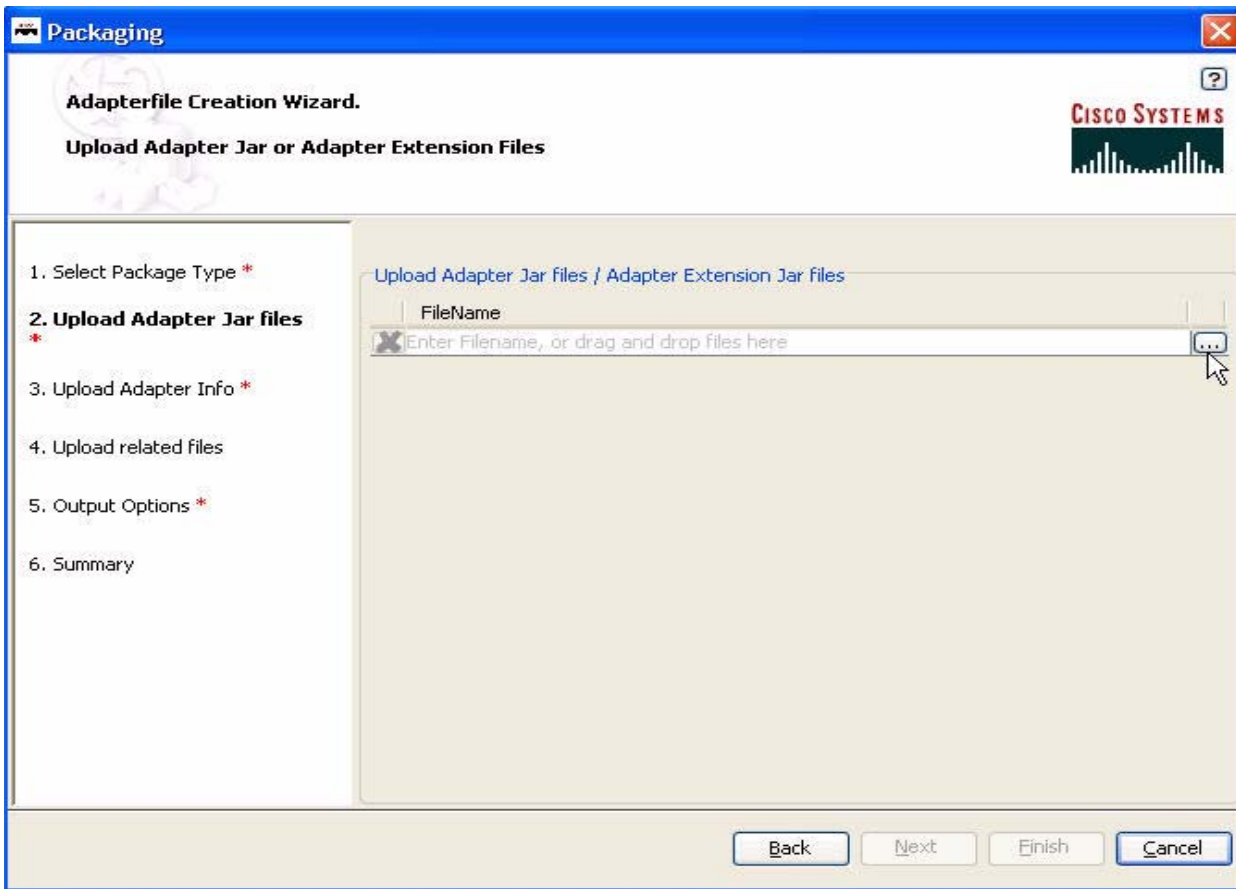 Packaging
Adapterfile Creation Wizard.
Upload Adapter Jar or Adapter Extension Files
?
CISCO SYSTEMS
1. Select Package Type *
2. Upload Adapter Jar files
*
3. Upload Adapter Info *
4. Upload related files
5. Output Options *
6. Summary
Upload Adapter Jar files / Adapter Extension Jar files
FileName
Enter Filename, or drag and drop files here
...
Back
Next
Finish
Cancel